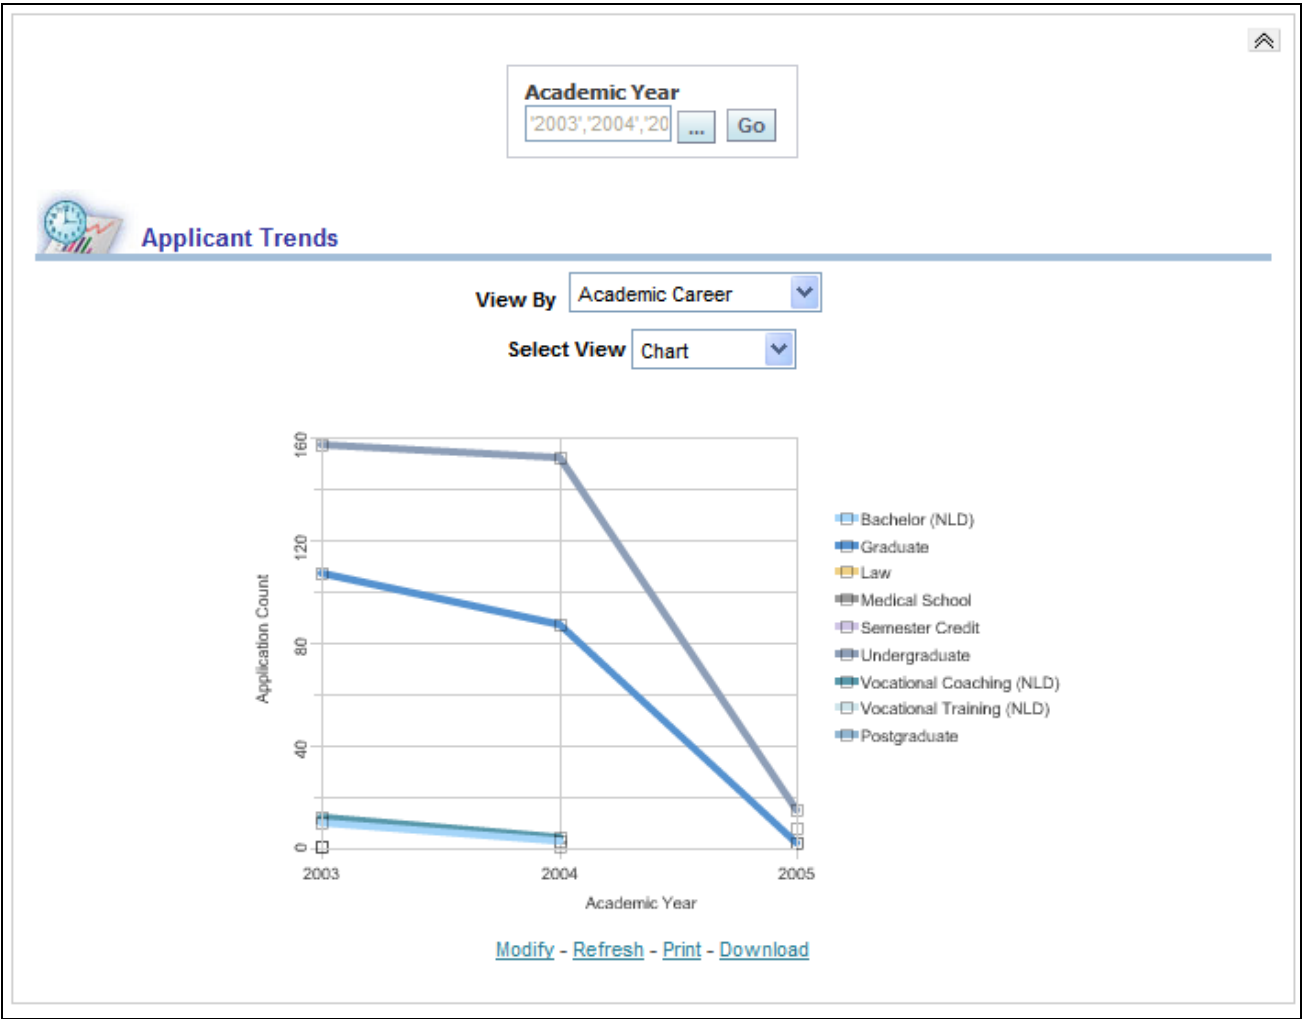 Academic Year
'2003','2004','20
...
Go
Applicant Trends
View By Academic Career
Select View Chart
160
120
80
40
0
Application Count
2003 2004 2005
Academic Year
Bachelor (NLD)
Graduate
Law
Medical School
Semester Credit
Undergraduate
Vocational Coaching (NLD)
Vocational Training (NLD)
Postgraduate
Modify - Refresh - Print - Download